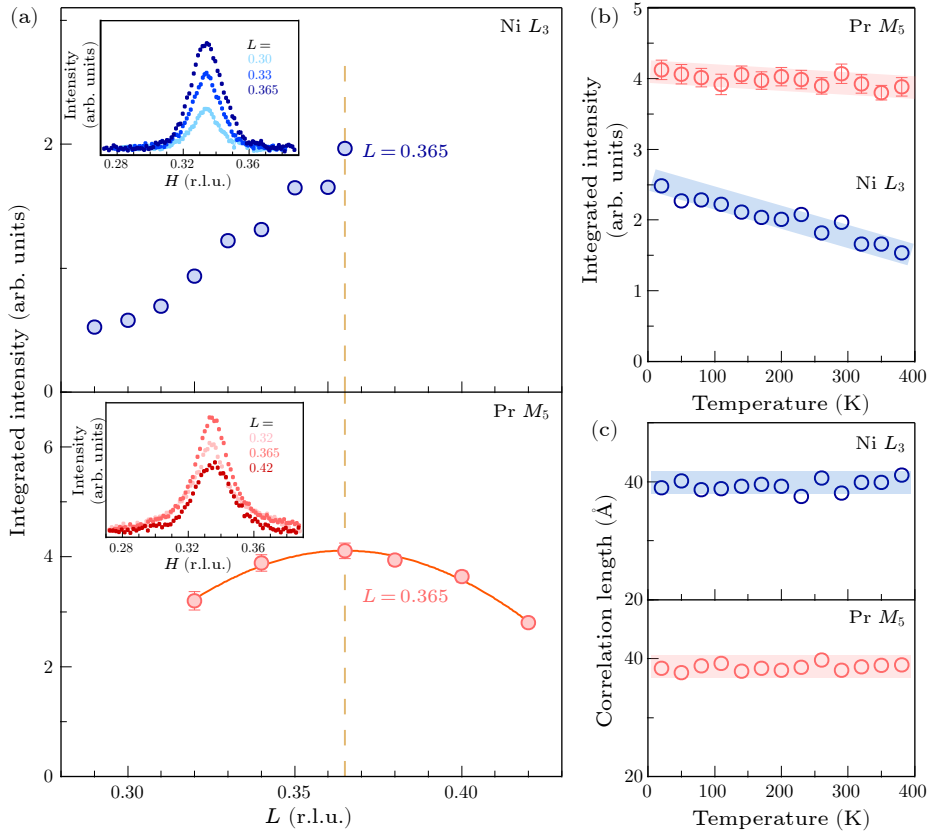 (a)
Ni L₃
Intensity
(arb. units)
L =
0.30
0.33
0.365
0.28
0.32
0.36
H (r.l.u.)
L = 0.365
2
0
Integrated intensity (arb. units)
Pr M₅
Intensity
(arb. units)
L =
0.32
0.365
0.42
0.28
0.32
0.36
H (r.l.u.)
L = 0.365
6
4
2
0
0.30
0.35
0.40
L (r.l.u.)
(b)
Pr M₅
Ni L₃
Integrated intensity
(arb. units)
5
4
3
2
1
0
0
100
200
300
400
Temperature (K)
(c)
Ni L₃
40
20
Correlation length (Å)
Pr M₅
40
20
0
100
200
300
400
Temperature (K)